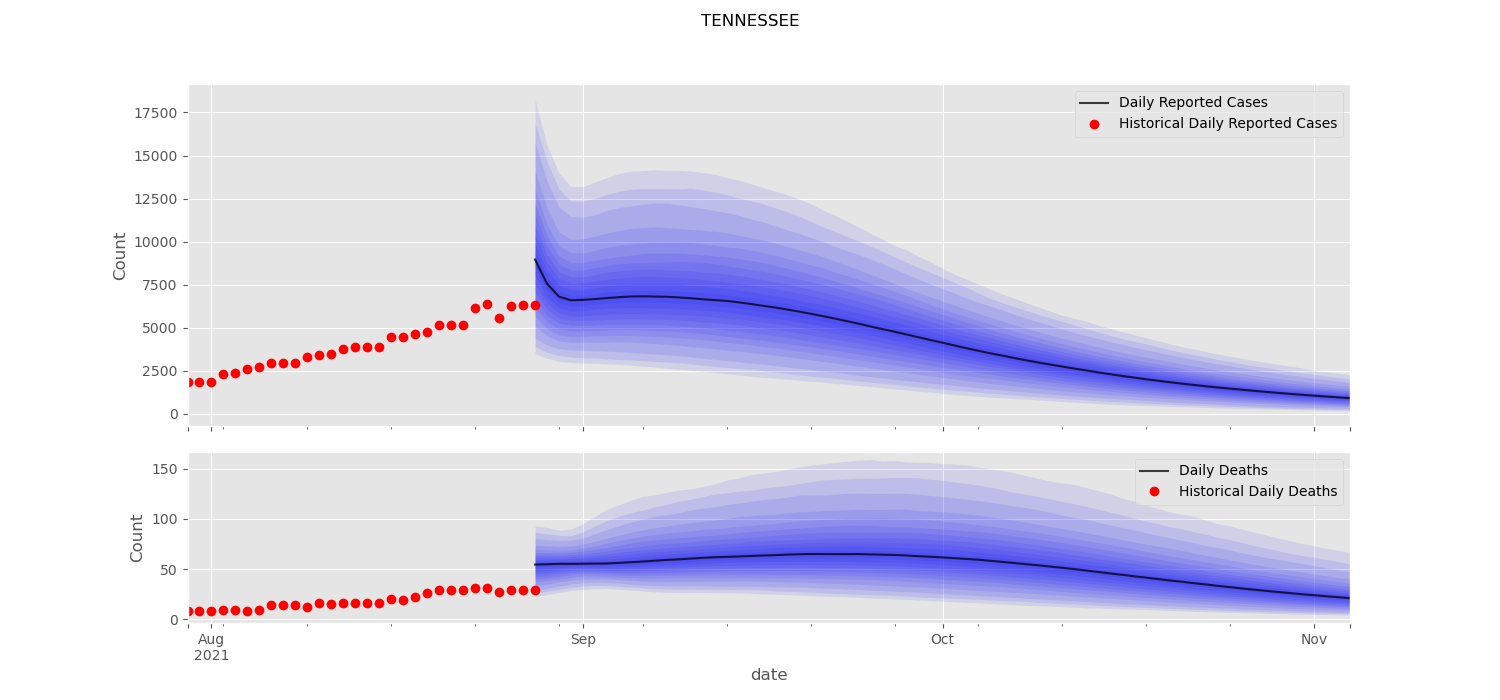 TENNESSEE
17500
15000
12500
10000
7500
5000
2500
0
Count
Daily Reported Cases
Historical Daily Reported Cases
150
100
50
0
Count
Daily Deaths
Historical Daily Deaths
Aug
2021
Sep
Oct
Nov
date